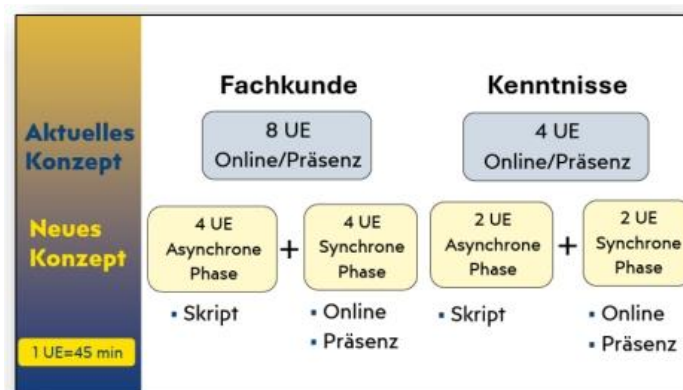 Fachkunde
Kenntnisse
Aktuelles
Konzept
8 UE
Online/Präsenz
4 UE
Online/Präsenz
Neues
Konzept
4 UE
Asynchrone
Phase
+
4 UE
Synchrone
Phase
2 UE
Asynchrone
Phase
+
2 UE
Synchrone
Phase
▪ Skript
▪ Online
▪ Präsenz
▪ Skript
▪ Online
▪ Präsenz
1 UE=45 min